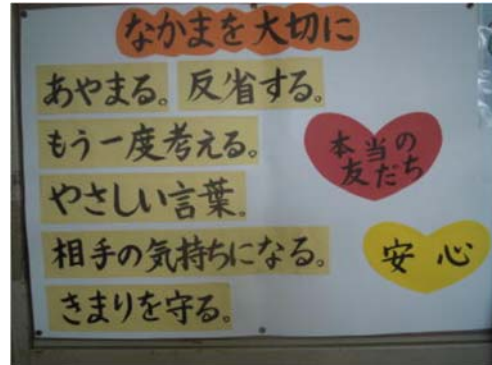 なかまを大切に
あやまる。反省する。
もう一度考える。
やさしい言葉。
相手の気持ちになる。
きまりを守る。
本当の
友だち
安心